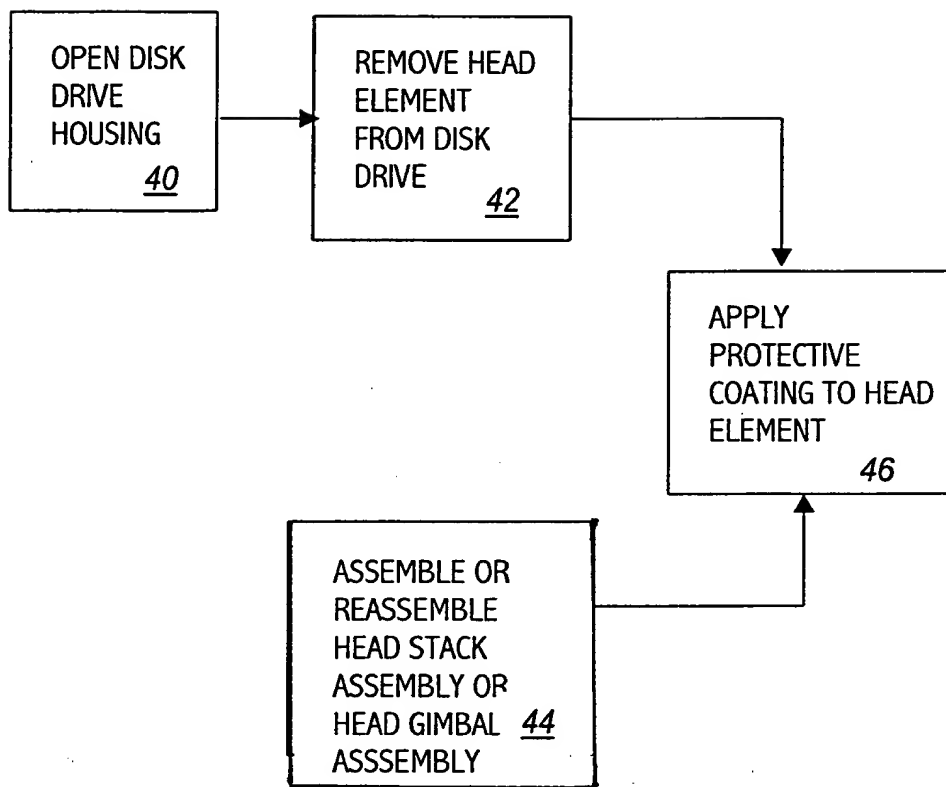 OPEN DISK
DRIVE
HOUSING
40
REMOVE HEAD
ELEMENT
FROM DISK
DRIVE
42
APPLY
PROTECTIVE
COATING TO HEAD
ELEMENT
46
ASSEMBLE OR
REASSEMBLE
HEAD STACK
ASSEMBLY OR
HEAD GIMBAL 44
ASSSEMBLY